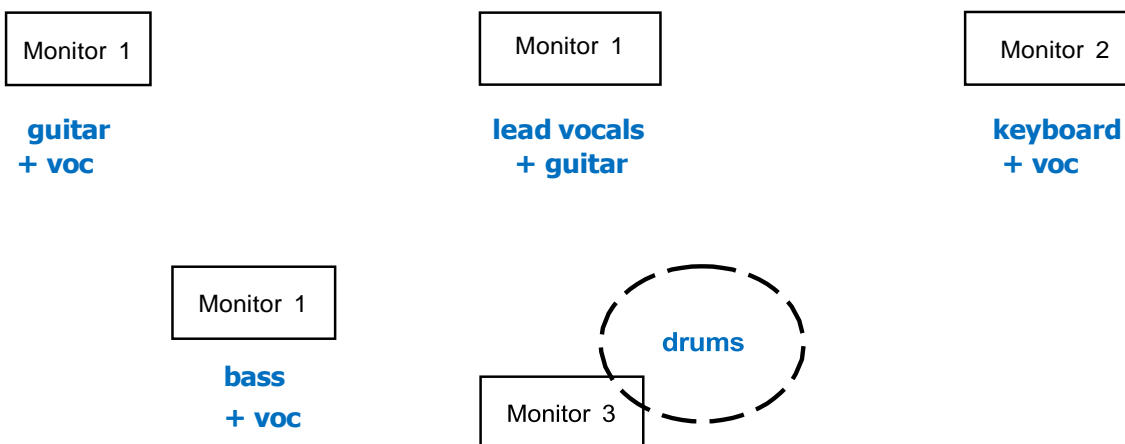 Monitor 1
Monitor 1
Monitor 2
guitar
+ voc
lead vocals
+ guitar
keyboard
+ voc
Monitor 1
bass
+ voc
drums
Monitor 3